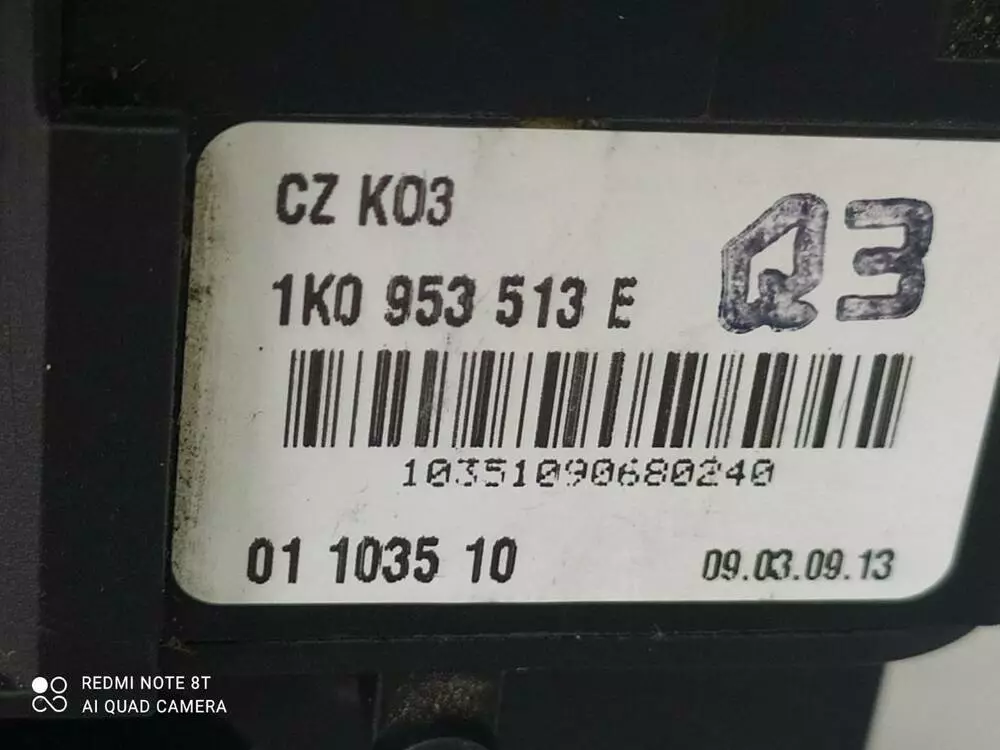 CZ K03
Q3
1K0 953 513 E
10351090680240
01 1035 10
09.03.09.13
REDMI NOTE 8T
AI QUAD CAMERA